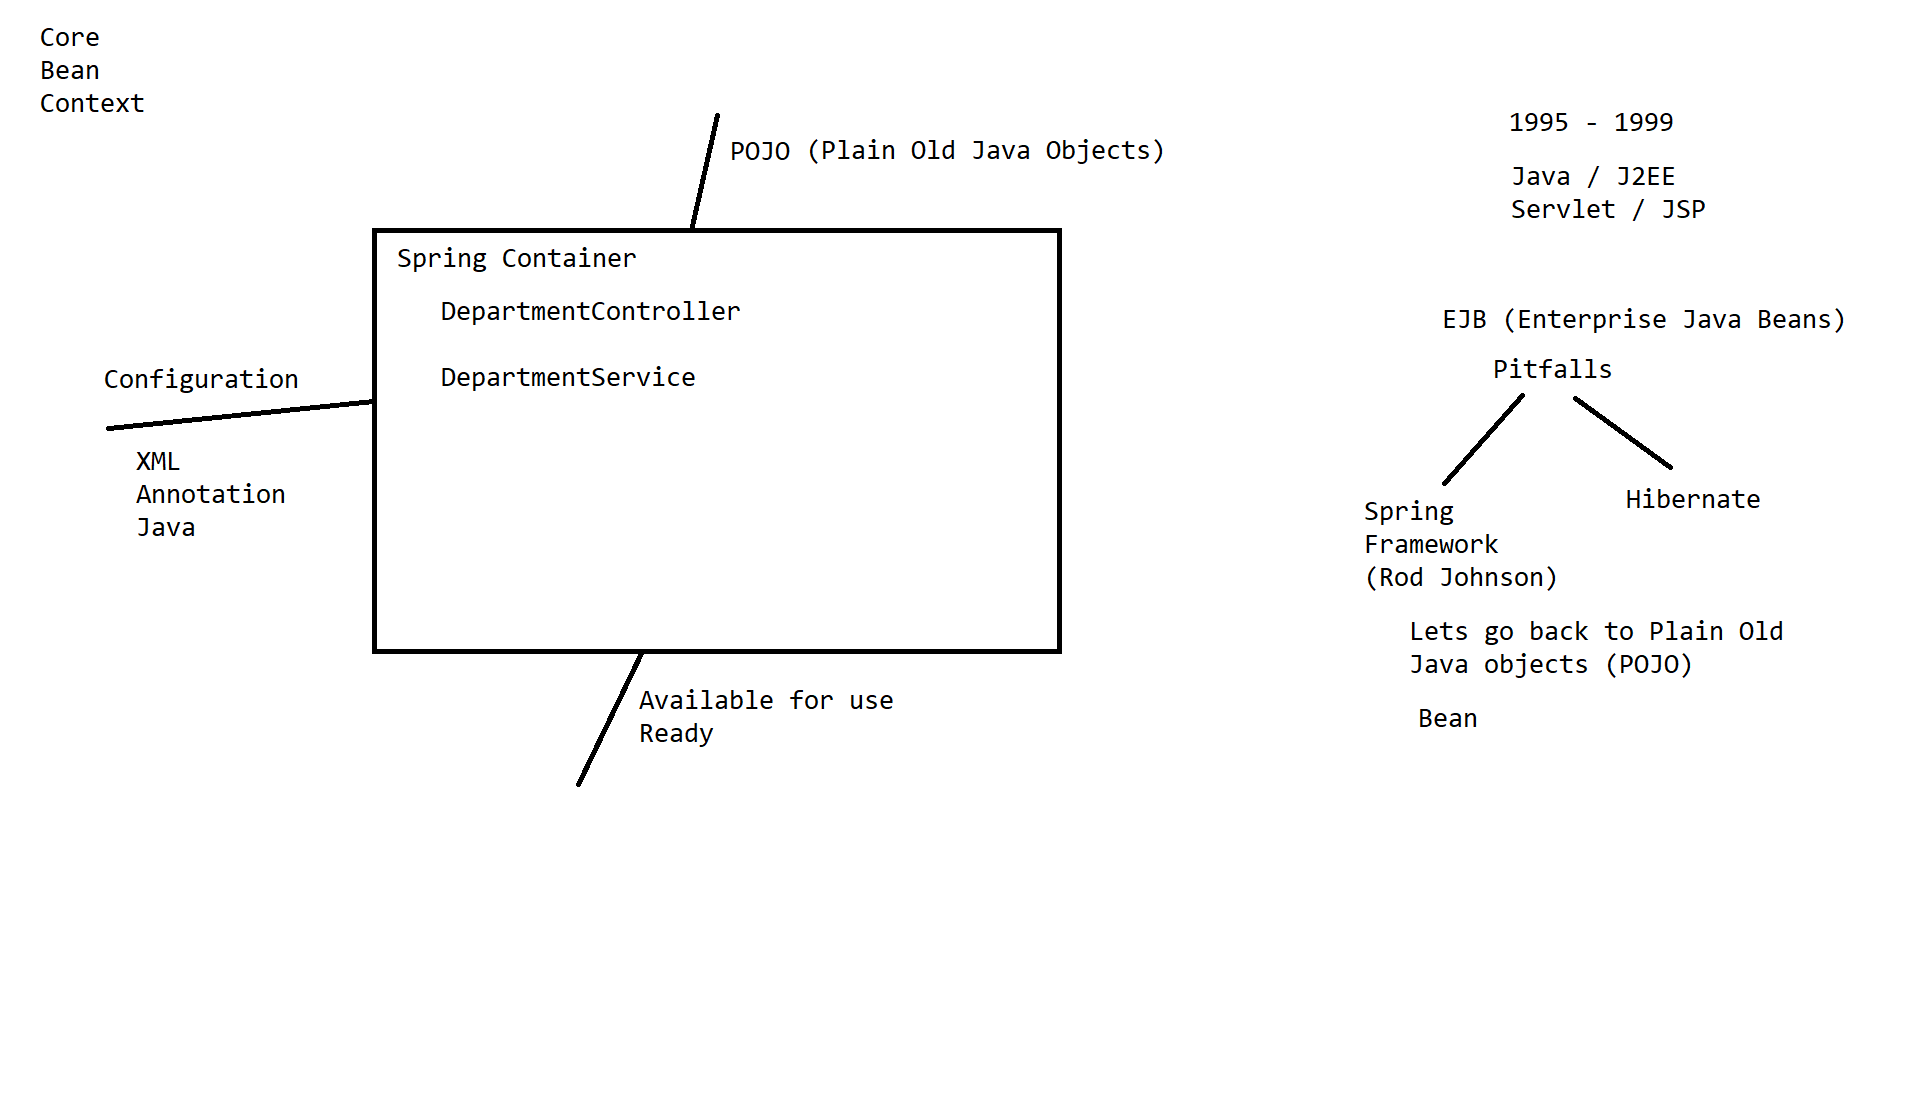 Core
Bean
Context
POJO (Plain Old Java Objects)
Spring Container
DepartmentController
DepartmentService
Configuration
XML
Annotation
Java
Available for use
Ready
1995 - 1999
Java / J2EE
Servlet / JSP
EJB (Enterprise Java Beans)
Pitfalls
Spring
Framework
(Rod Johnson)
Hibernate
Lets go back to Plain Old
Java objects (POJO)
Bean